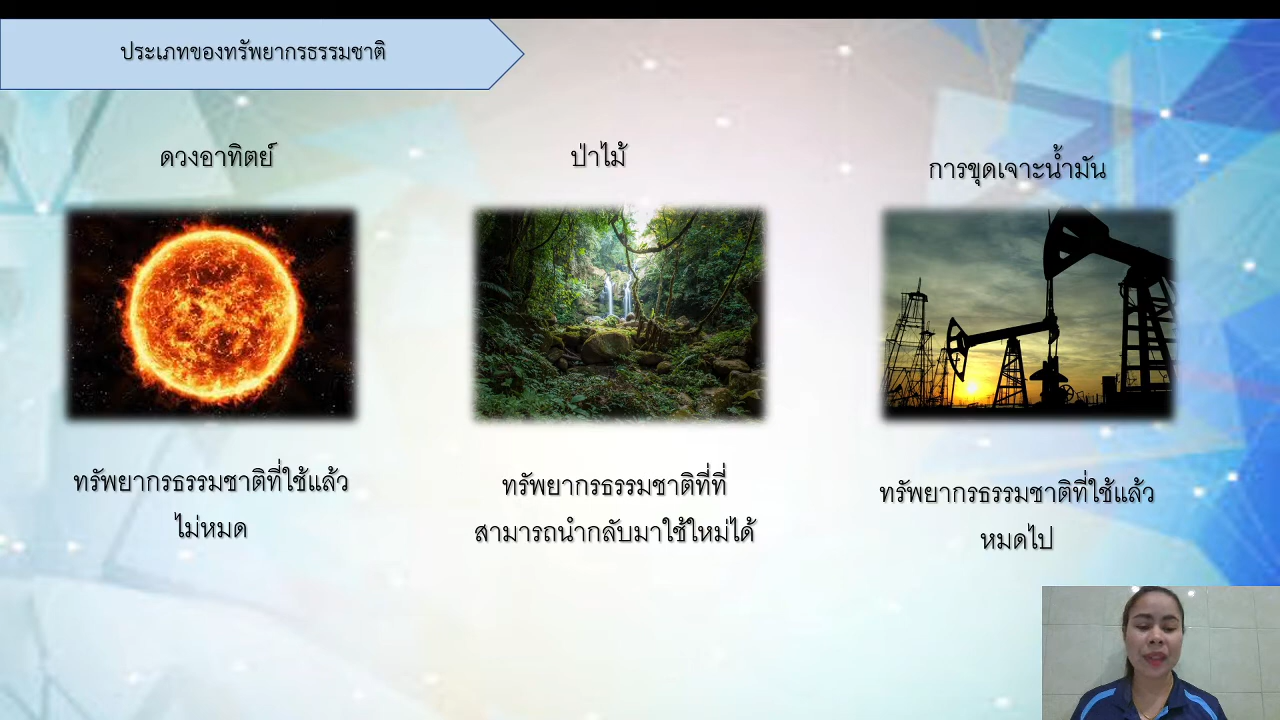 ประเภทของทรัพยากรธรรมชาติ
ดวงอาทิตย์
ป่าไม้
การขุดเจาะน้ำมัน
ทรัพยากรธรรมชาติที่ใช้แล้ว
ไม่หมด
ทรัพยากรธรรมชาติที่ที่
สามารถนำกลับมาใช้ใหม่ได้
ทรัพยากรธรรมชาติที่ใช้แล้ว
หมดไป